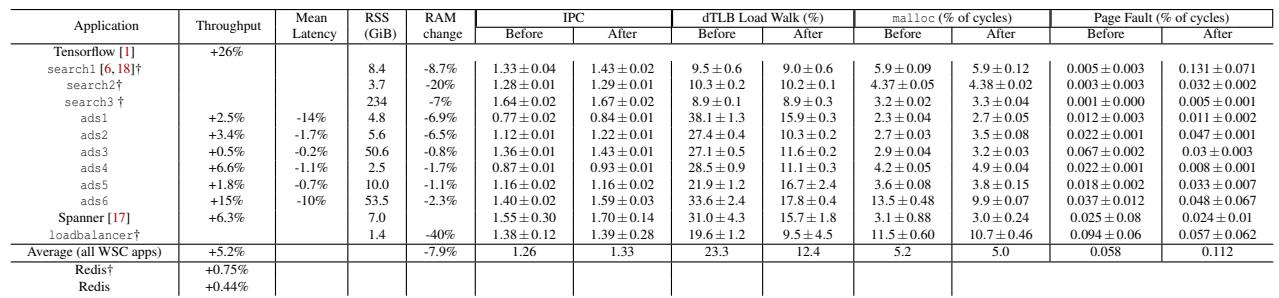 Application Throughput Mean Latency RSS (GiB) RAM change IPC dTLB Load Walk (%) malloc (% of cycles) Page Fault (% of cycles)
Before After Before After Before After Before After
Tensorflow [1] +26%
search1 [6, 18]† 8.4 -8.7% 1.33 ± 0.04 1.43 ± 0.02 9.5 ± 0.6 9.0 ± 0.6 5.9 ± 0.09 5.9 ± 0.12 0.005 ± 0.003 0.131 ± 0.071
search2† 3.7 -20% 1.28 ± 0.01 1.29 ± 0.01 10.3 ± 0.2 10.2 ± 0.1 4.37 ± 0.05 4.38 ± 0.02 0.003 ± 0.003 0.032 ± 0.002
search3 † 234 -7% 1.64 ± 0.02 1.67 ± 0.02 8.9 ± 0.1 8.9 ± 0.3 3.2 ± 0.02 3.3 ± 0.04 0.001 ± 0.000 0.005 ± 0.001
ads1 +2.5% -14% 4.8 -6.9% 0.77 ± 0.02 0.84 ± 0.01 38.1 ± 1.3 15.9 ± 0.3 2.3 ± 0.04 2.7 ± 0.05 0.012 ± 0.003 0.011 ± 0.002
ads2 +3.4% -1.7% 5.6 -6.5% 1.12 ± 0.01 1.22 ± 0.01 27.4 ± 0.4 10.3 ± 0.2 2.7 ± 0.03 3.5 ± 0.08 0.022 ± 0.001 0.047 ± 0.001
ads3 +0.5% -0.2% 50.6 -0.8% 1.36 ± 0.01 1.43 ± 0.01 27.1 ± 0.5 11.6 ± 0.2 2.9 ± 0.04 3.2 ± 0.03 0.067 ± 0.002 0.03 ± 0.003
ads4 +6.6% -1.1% 2.5 -1.7% 0.87 ± 0.01 0.93 ± 0.01 28.5 ± 0.9 11.1 ± 0.3 4.2 ± 0.05 4.9 ± 0.04 0.022 ± 0.001 0.008 ± 0.001
ads5 +1.8% -0.7% 10.0 -1.1% 1.16 ± 0.02 1.16 ± 0.02 21.9 ± 1.2 16.7 ± 2.4 3.6 ± 0.08 3.8 ± 0.15 0.018 ± 0.002 0.033 ± 0.007
ads6 +15% -10% 53.5 -2.3% 1.40 ± 0.02 1.59 ± 0.03 33.6 ± 2.4 17.8 ± 0.4 13.5 ± 0.48 9.9 ± 0.07 0.037 ± 0.012 0.048 ± 0.067
Spanner [17] +6.3% 7.0 1.55 ± 0.30 1.70 ± 0.14 31.0 ± 4.3 15.7 ± 1.8 3.1 ± 0.88 3.0 ± 0.24 0.025 ± 0.08 0.024 ± 0.01
loadbalancer† 1.4 -40% 1.38 ± 0.12 1.39 ± 0.28 19.6 ± 1.2 9.5 ± 4.5 11.5 ± 0.60 10.7 ± 0.46 0.094 ± 0.06 0.057 ± 0.062
Average (all WSC apps) +5.2% -7.9% 1.26 1.33 23.3 12.4 5.2 5.0 0.058 0.112
Redis† +0.75%
Redis +0.44%